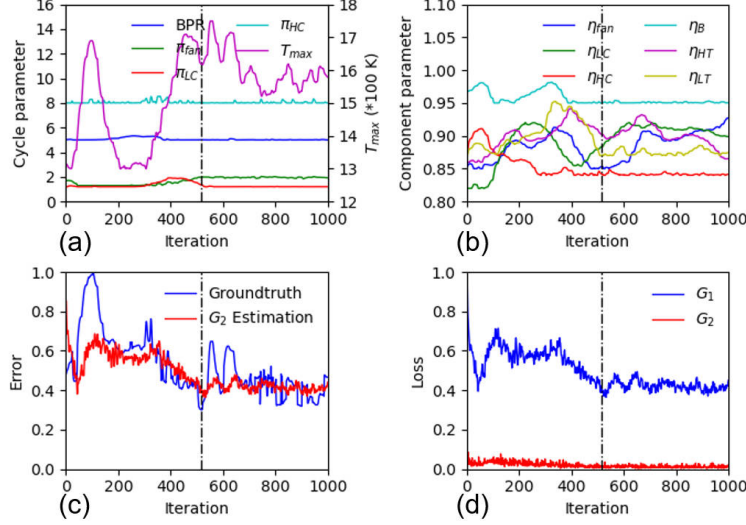 18
16
14
12
10
8
6
4
2
0
Cycle parameter
BPR
π_fan
π_LC
π_HC
T_max
18
17
16
15
14
13
12
T_max (*100 K)
0 200 400 600 800 1000
Iteration
(a)
1.10
1.05
1.00
0.95
0.90
0.85
0.80
Component parameter
η_fan
η_LC
η_HC
η_B
η_HT
η_LT
0 200 400 600 800 1000
Iteration
(b)
1.0
0.8
0.6
0.4
0.2
0.0
Error
Groundtruth
G_2 Estimation
0 200 400 600 800 1000
Iteration
(c)
1.0
0.8
0.6
0.4
0.2
0.0
Loss
G_1
G_2
0 200 400 600 800 1000
Iteration
(d)